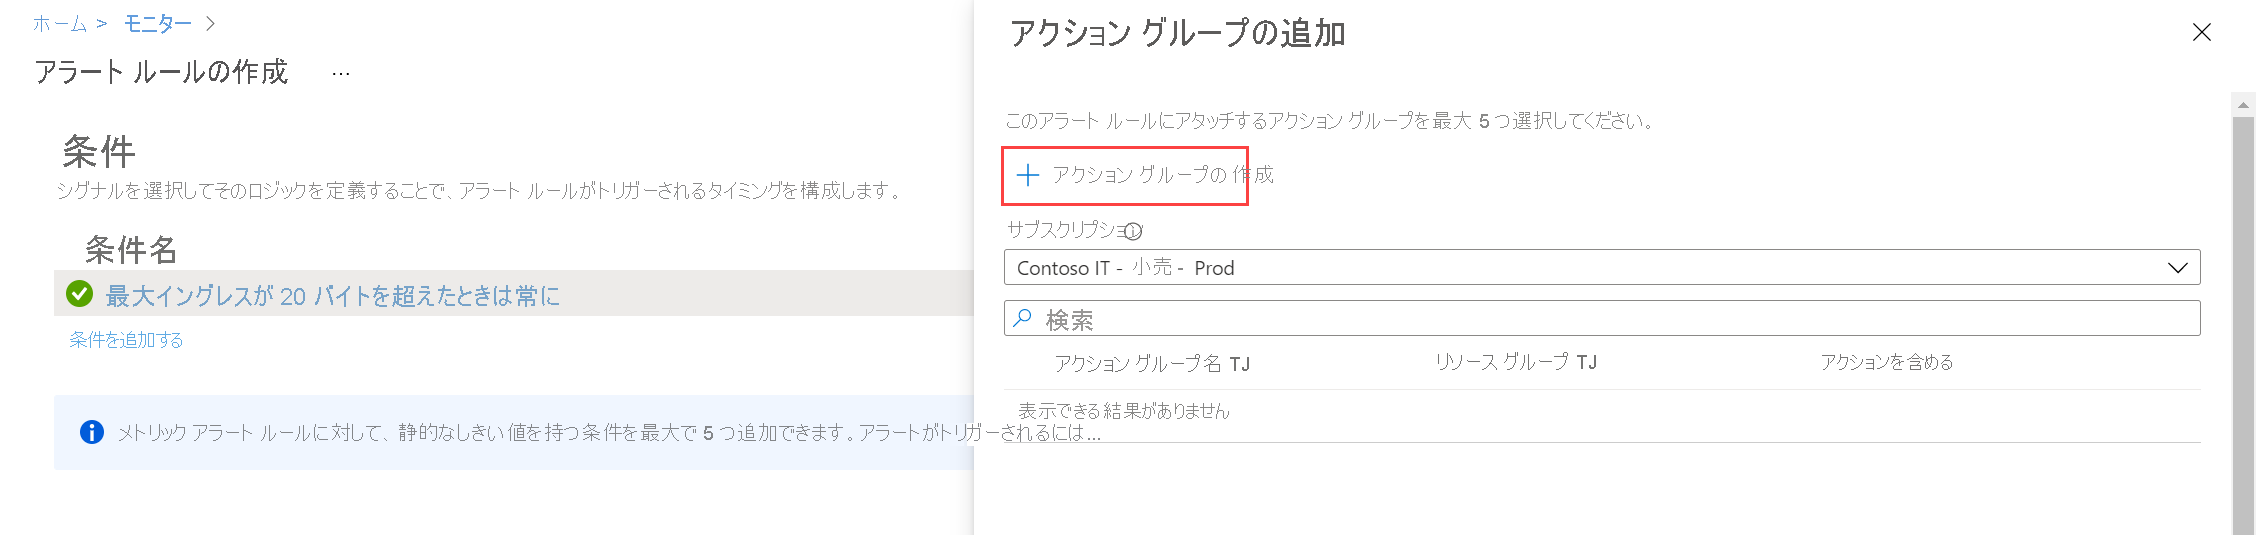 ホーム > モニター >
アラート ルールの作成 ...
条件
シグナルを選択してそのロジックを定義することで、アラート ルールがトリガーされるタイミングを構成します。
条件名
最大イングレスが 20 バイトを超えたときは常に
条件を追加する
メトリック アラート ルールに対して、静的なしきい値を持つ条件を最大で 5 つ追加できます。アラートがトリガーされるには...
アクション グループの追加
このアラート ルールにアタッチするアクション グループを最大 5 つ選択してください。
アクション グループの 作成
サブスクリプション
Contoso IT - 小売 - Prod
検索
アクション グループ名 TJ リソース グループ TJ アクションを含める
表示できる結果がありません